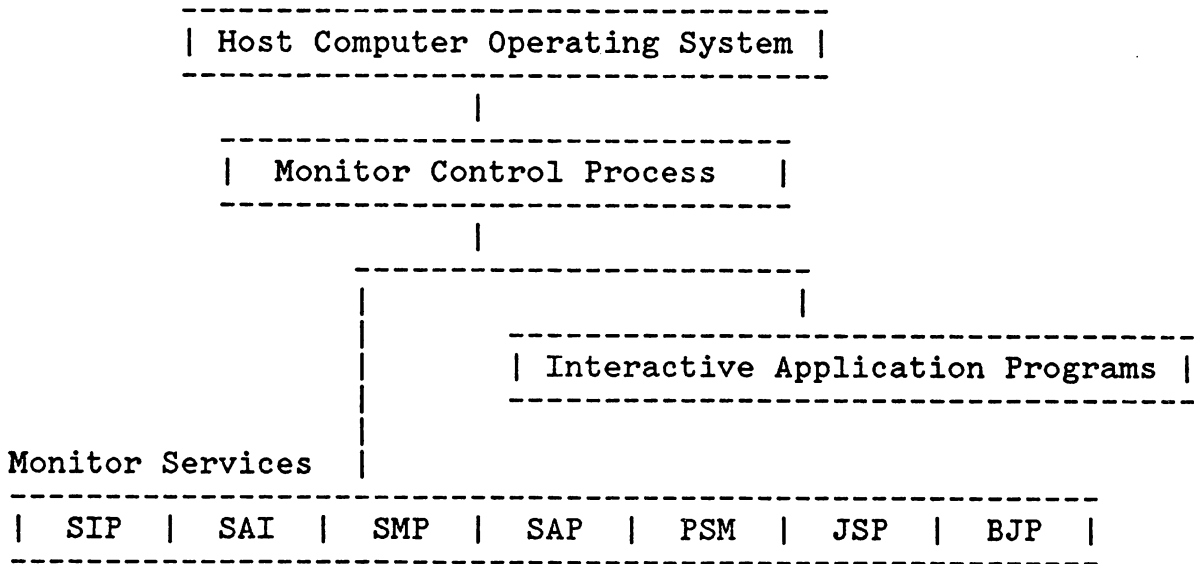 | Host Computer Operating System |
| Monitor Control Process |
| Interactive Application Programs |
Monitor Services
| SIP | SAI | SMP | SAP | PSM | JSP | BJP |